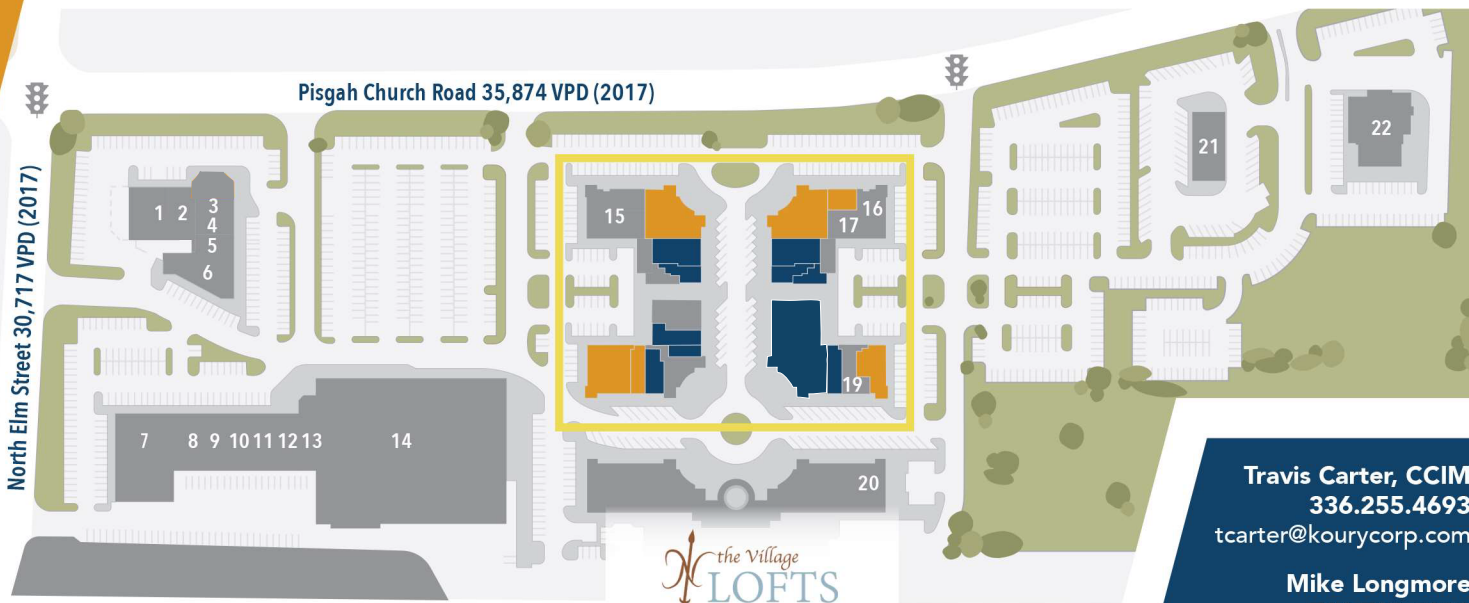 Pisgah Church Road 35,874 VPD (2017)
North Elm Street 30,717 VPD (2017)
1 2 3
4
5
6
7 8 9 10 11 12 13 14
15
16
17
19
20
21
22
the Village
LOFTS
Travis Carter, CCIM
336.255.4693
tcarter@kourycorp.com
Mike Longmore